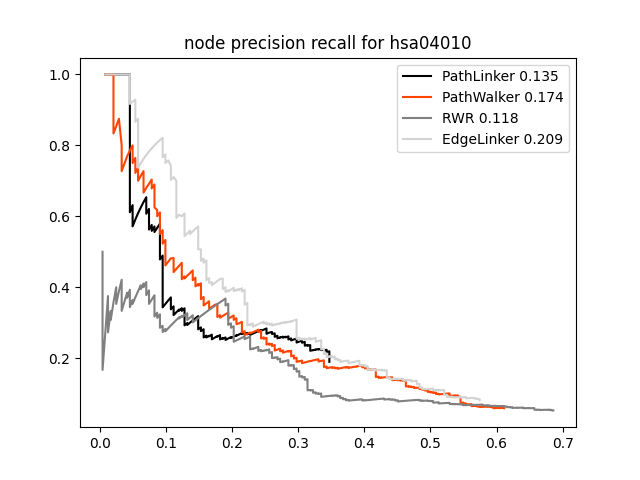 node precision recall for hsa04010
PathLinker 0.135
PathWalker 0.174
RWR 0.118
EdgeLinker 0.209
1.0
0.8
0.6
0.4
0.2
0.0 0.1 0.2 0.3 0.4 0.5 0.6 0.7